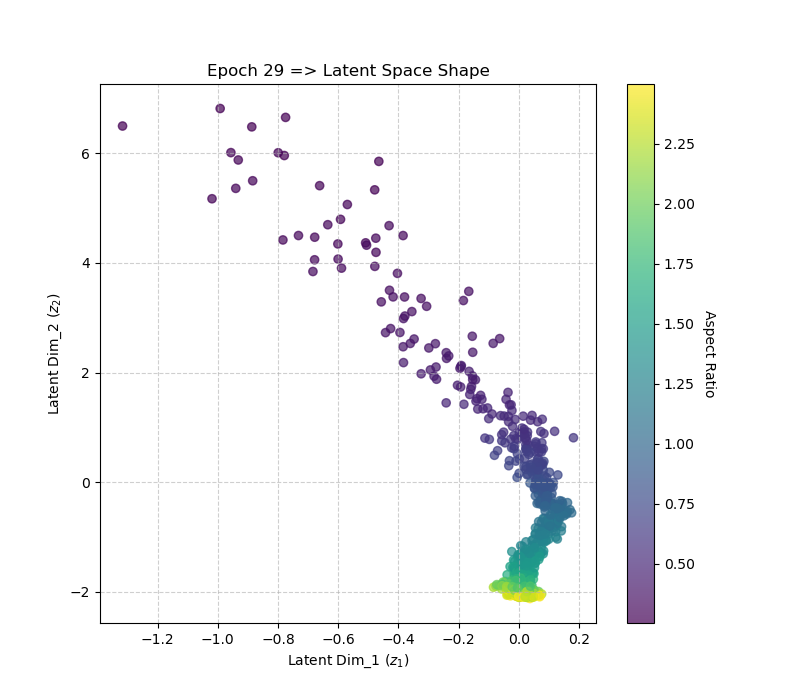 Epoch 29 => Latent Space Shape
Latent Dim_2 (z₂)
6
4
2
0
−2
−1.2 −1.0 −0.8 −0.6 −0.4 −0.2 0.0 0.2
Latent Dim_1 (z₁)
2.25
2.00
1.75
1.50
1.25
1.00
0.75
0.50
Aspect Ratio